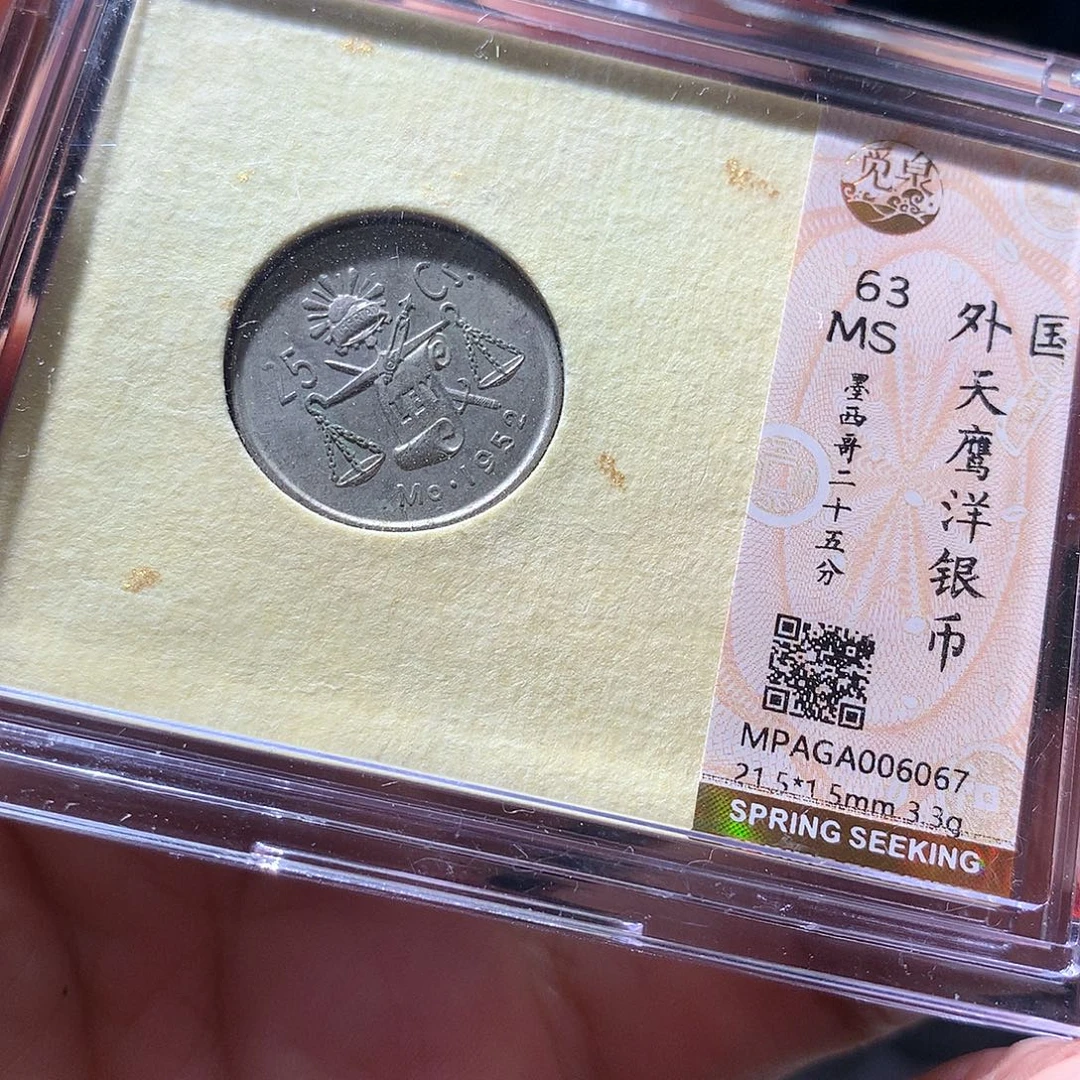 25 Ct.
LEY
Mo·1952
觅泉
63
MS
外国
天鹰洋银币
墨西哥二十五分
MPAGA006067
21.5*1.5mm 3.3g
SPRING SEEKING